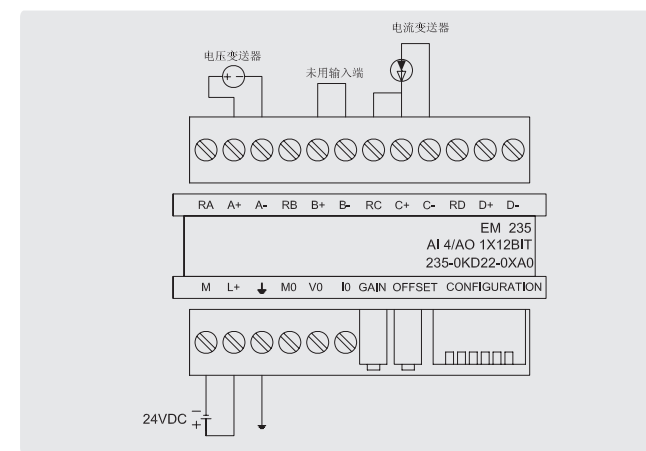 电流变送器
电压变送器
未用输入端
+ -
RA A+ A- RB B+ B- RC C+ C- RD D+ D-
EM 235
AI 4/AO 1X12BIT
235-0KD22-0XA0
M L+ M0 V0 I0 GAIN OFFSET CONFIGURATION
24VDC - +